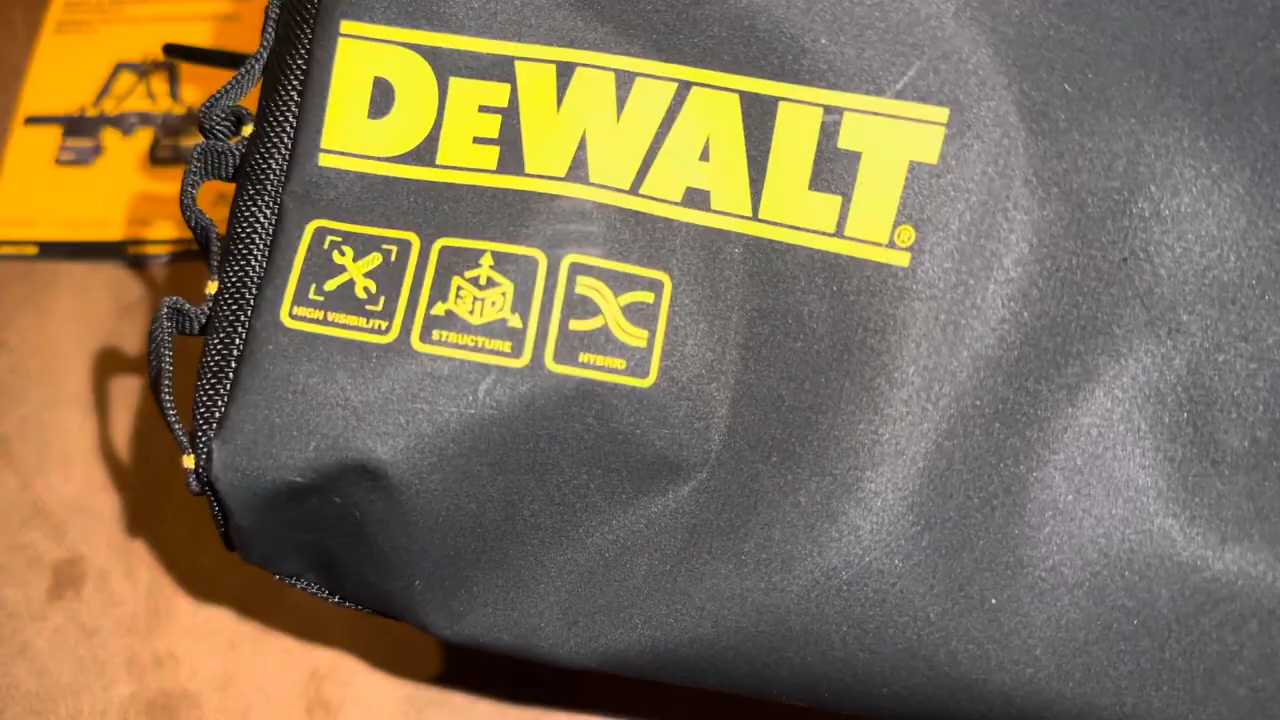 DEWALT®
HIGH VISIBILITY
3D
STRUCTURE
HYBRID